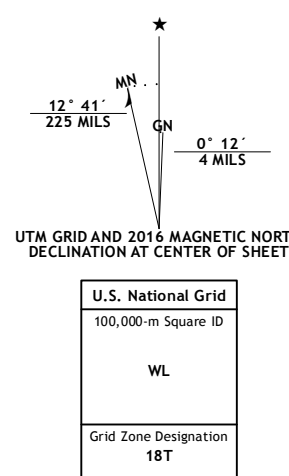 MN
12° 41´
225 MILS
GN
0° 12´
4 MILS
UTM GRID AND 2016 MAGNETIC NORT
DECLINATION AT CENTER OF SHEET
U.S. National Grid
100,000-m Square ID
WL
Grid Zone Designation
18T